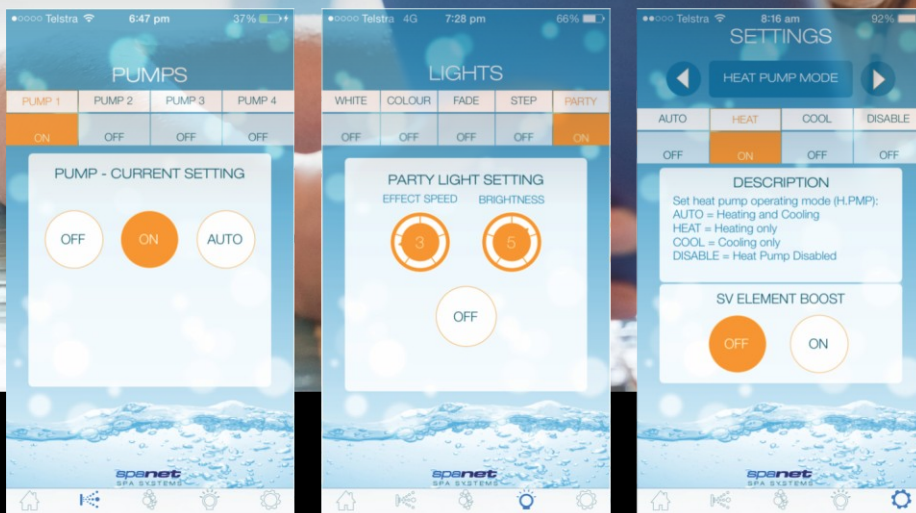 Telstra 6:47 pm 37%
PUMPS
PUMP 1 PUMP 2 PUMP 3 PUMP 4
ON OFF OFF OFF
PUMP - CURRENT SETTING
OFF ON AUTO
spanet
SPA SYSTEMS
Telstra 4G 7:28 pm 66%
LIGHTS
WHITE COLOUR FADE STEP PARTY
OFF OFF OFF OFF ON
PARTY LIGHT SETTING
EFFECT SPEED BRIGHTNESS
3 5
OFF
spanet
SPA SYSTEMS
Telstra 8:16 am 92%
SETTINGS
HEAT PUMP MODE
AUTO HEAT COOL DISABLE
OFF ON OFF OFF
DESCRIPTION
Set heat pump operating mode (H.PMP):
AUTO = Heating and Cooling
HEAT = Heating only
COOL = Cooling only
DISABLE = Heat Pump Disabled
SV ELEMENT BOOST
OFF ON
spanet
SPA SYSTEMS